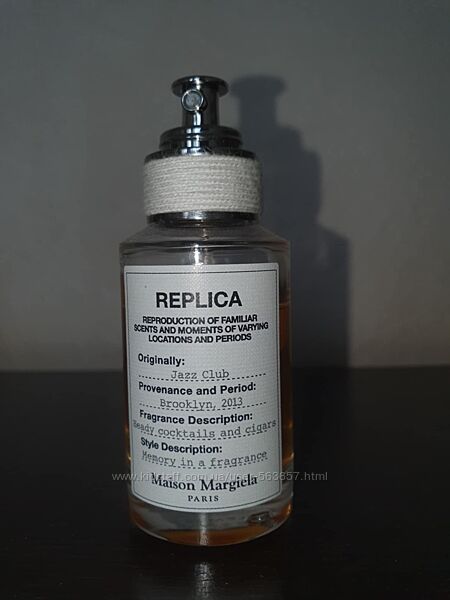 REPLICA
REPRODUCTION OF FAMILIAR
SCENTS AND MOMENTS OF VARYING
LOCATIONS AND PERIODS
Originally:
Jazz Club
Provenance and Period:
Brooklyn, 2013
Fragrance Description:
Heady cocktails and cigars
Style Description:
Memory in a fragrance
Maison Margiela
PARIS